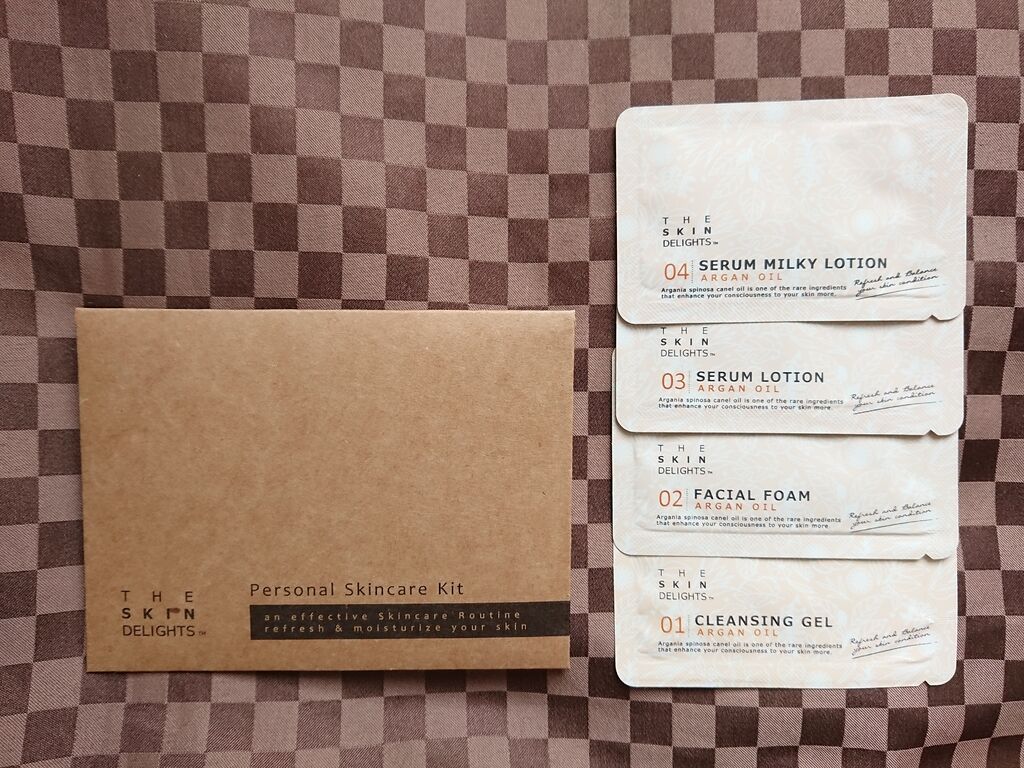 THE
SKIN
DELIGHTS™
Personal Skincare Kit
an effective Skincare Routine
refresh & moisturize your skin
THE
SKIN
DELIGHTS™
04 SERUM MILKY LOTION
ARGAN OIL
Argania spinosa canel oil is one of the rare ingredients
that enhance your consciousness to your skin more.
Refresh and Balance
your skin condition
THE
SKIN
DELIGHTS™
03 SERUM LOTION
ARGAN OIL
Argania spinosa canel oil is one of the rare ingredients
that enhance your consciousness to your skin more.
Refresh and Balance
your skin condition
THE
SKIN
DELIGHTS™
02 FACIAL FOAM
ARGAN OIL
Argania spinosa canel oil is one of the rare ingredients
that enhance your consciousness to your skin more.
Refresh and Balance
your skin condition
THE
SKIN
DELIGHTS™
01 CLEANSING GEL
ARGAN OIL
Argania spinosa canel oil is one of the rare ingredients
that enhance your consciousness to your skin more.
Refresh and Balance
your skin condition